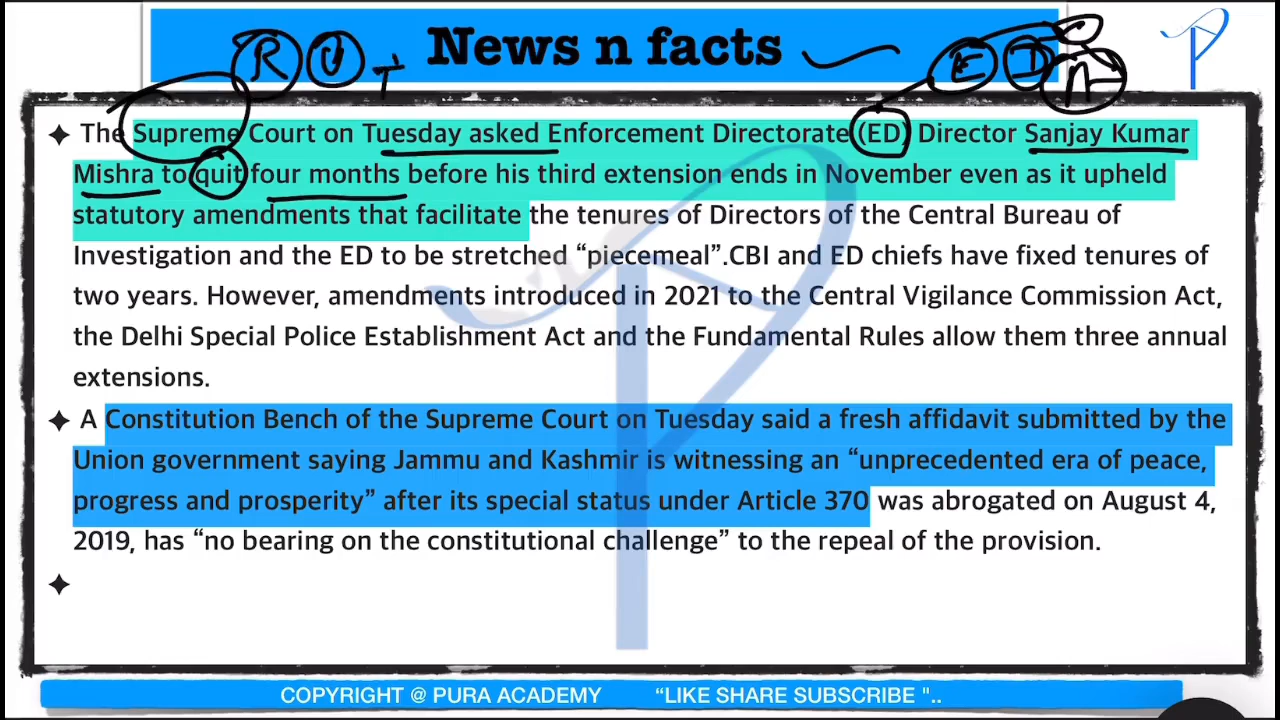 News n facts
R U T
E D
n
✦ The Supreme Court on Tuesday asked Enforcement Directorate (ED) Director Sanjay Kumar
Mishra to quit four months before his third extension ends in November even as it upheld
statutory amendments that facilitate the tenures of Directors of the Central Bureau of
Investigation and the ED to be stretched “piecemeal”.CBI and ED chiefs have fixed tenures of
two years. However, amendments introduced in 2021 to the Central Vigilance Commission Act,
the Delhi Special Police Establishment Act and the Fundamental Rules allow them three annual
extensions.
✦ A Constitution Bench of the Supreme Court on Tuesday said a fresh affidavit submitted by the
Union government saying Jammu and Kashmir is witnessing an “unprecedented era of peace,
progress and prosperity” after its special status under Article 370 was abrogated on August 4,
2019, has “no bearing on the constitutional challenge” to the repeal of the provision.
✦
COPYRIGHT @ PURA ACADEMY “LIKE SHARE SUBSCRIBE "..